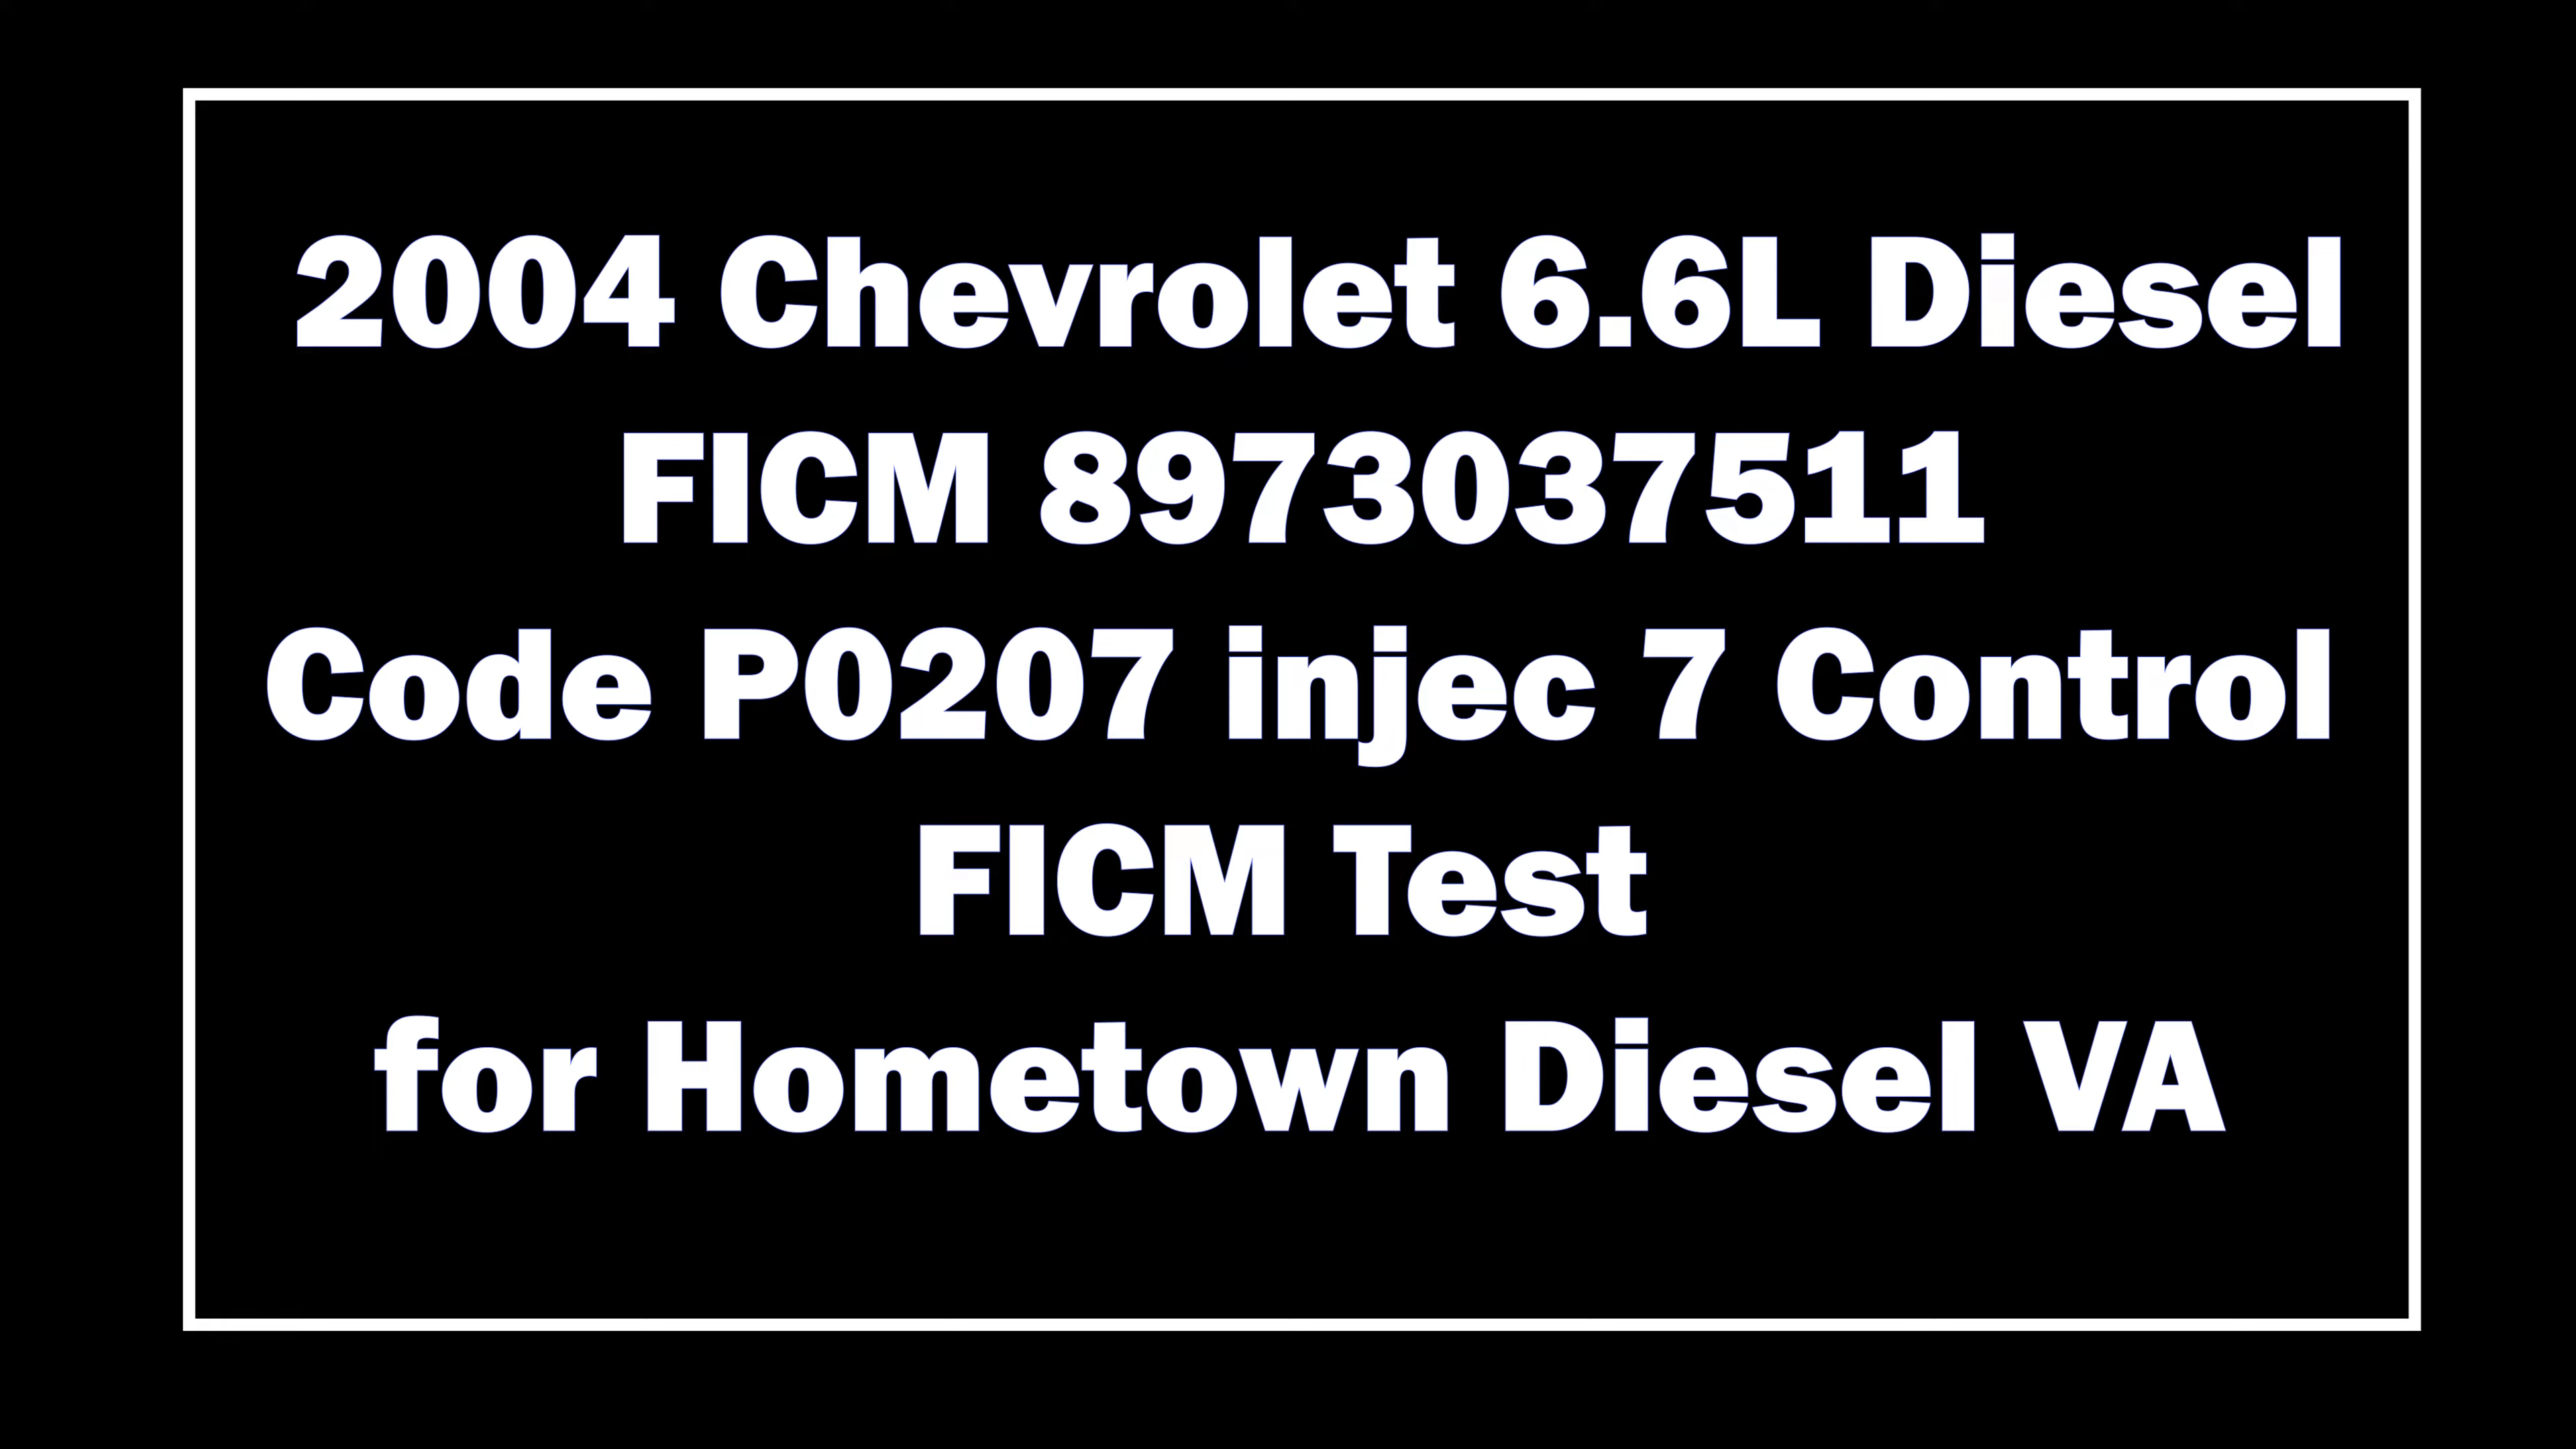 2004 Chevrolet 6.6L Diesel
FICM 8973037511
Code P0207 injec 7 Control
FICM Test
for Hometown Diesel VA